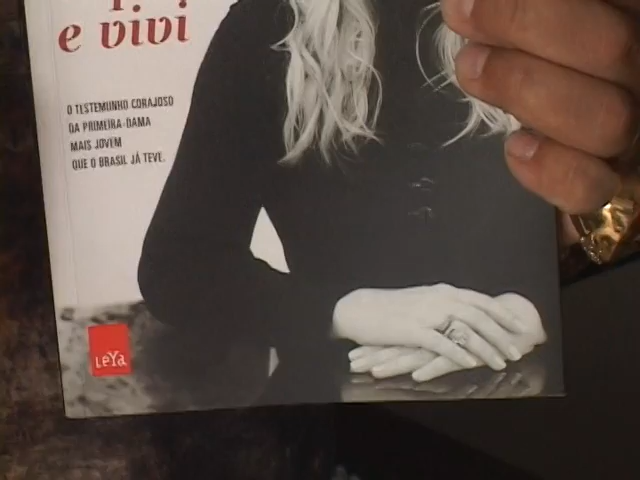 e vivi
O TESTEMUNHO CORAJOSO
DA PRIMEIRA-DAMA
MAIS JOVEM
QUE O BRASIL JÁ TEVE.
LeYa